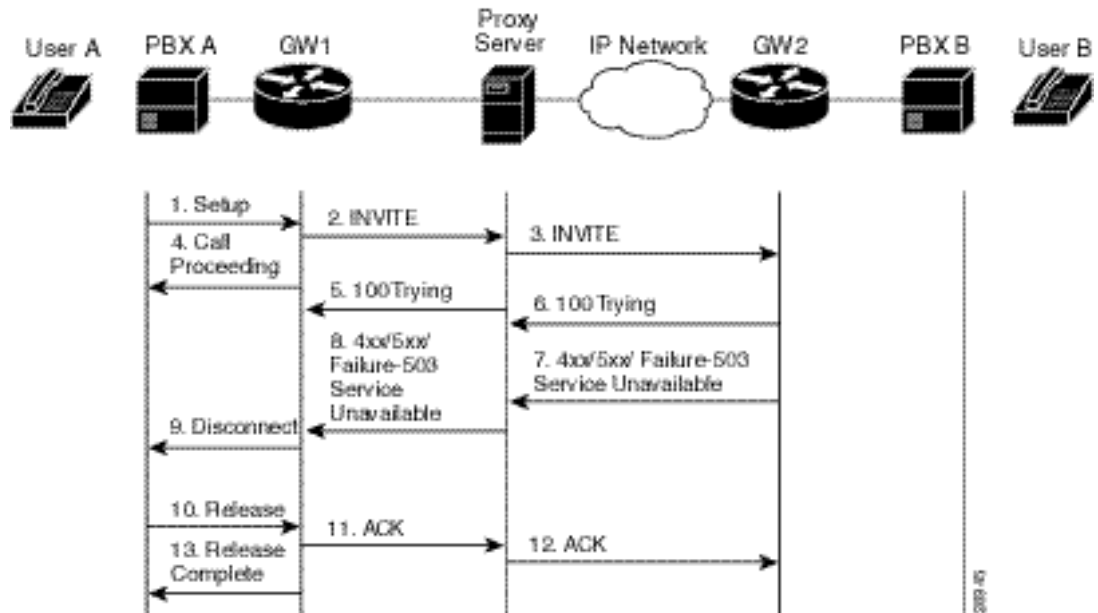 User A
PBX A
GW1
Proxy
Server
IP Network
GW2
PBX B
User B
1. Setup
2. INVITE
3. INVITE
4. Call
Proceeding
5. 100 Trying
6. 100 Trying
8. 4xx/5xx/
Failure-503
Service
Unavailable
7. 4xx/5xx/ Failure-503
Service Unavailable
9. Disconnect
10. Release
11. ACK
12. ACK
13. Release
Complete